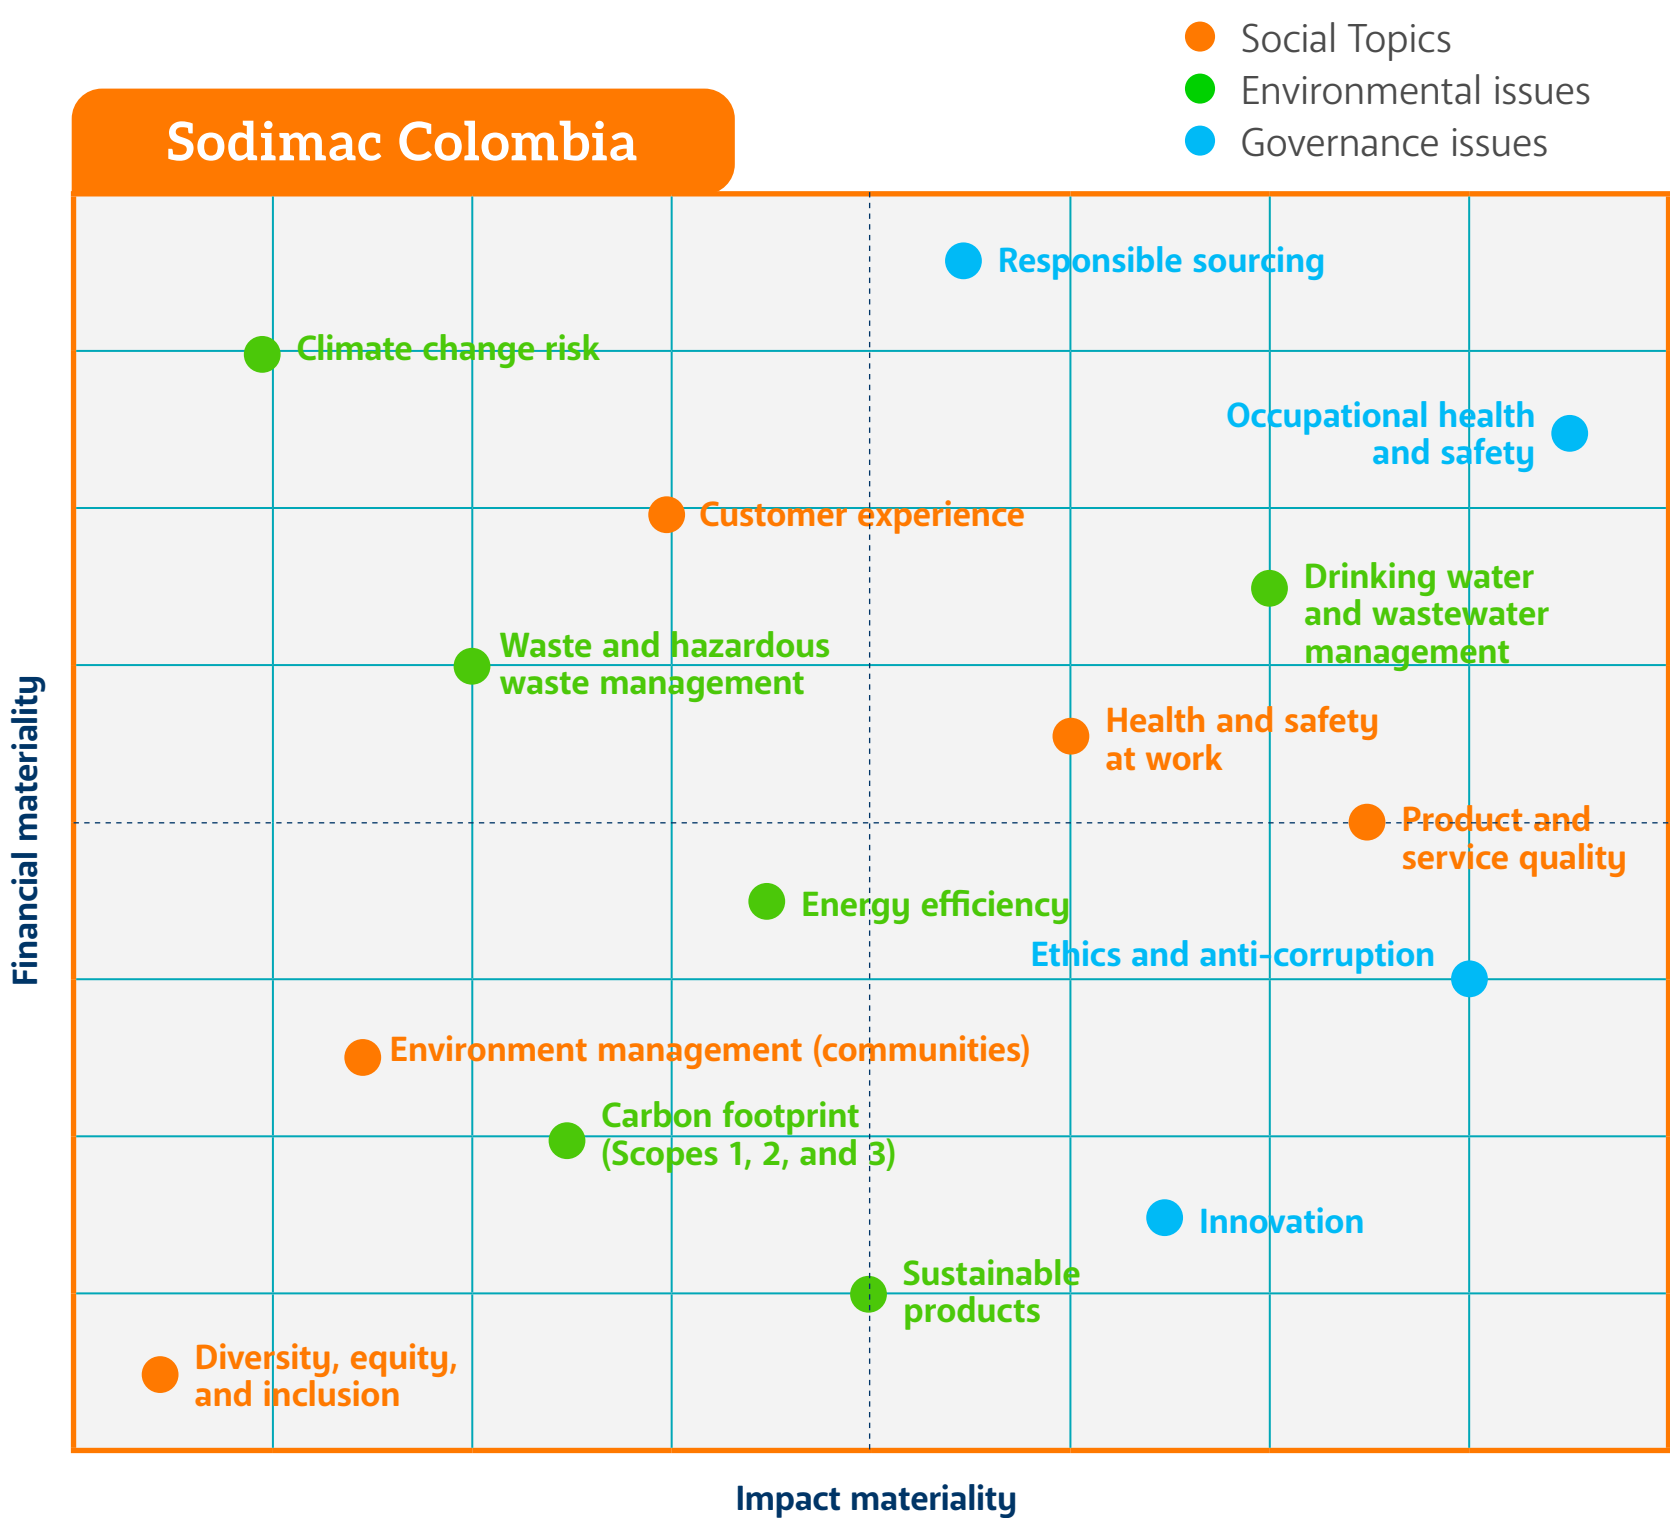 Social Topics
Environmental issues
Governance issues
Sodimac Colombia
Responsible sourcing
Climate change risk
Occupational health
and safety
Customer experience
Drinking water
and wastewater
management
Waste and hazardous
waste management
Health and safety
at work
Product and
service quality
Energy efficiency
Ethics and anti-corruption
Environment management (communities)
Carbon footprint
(Scopes 1, 2, and 3)
Innovation
Sustainable
products
Diversity, equity,
and inclusion
Financial materiality
Impact materiality